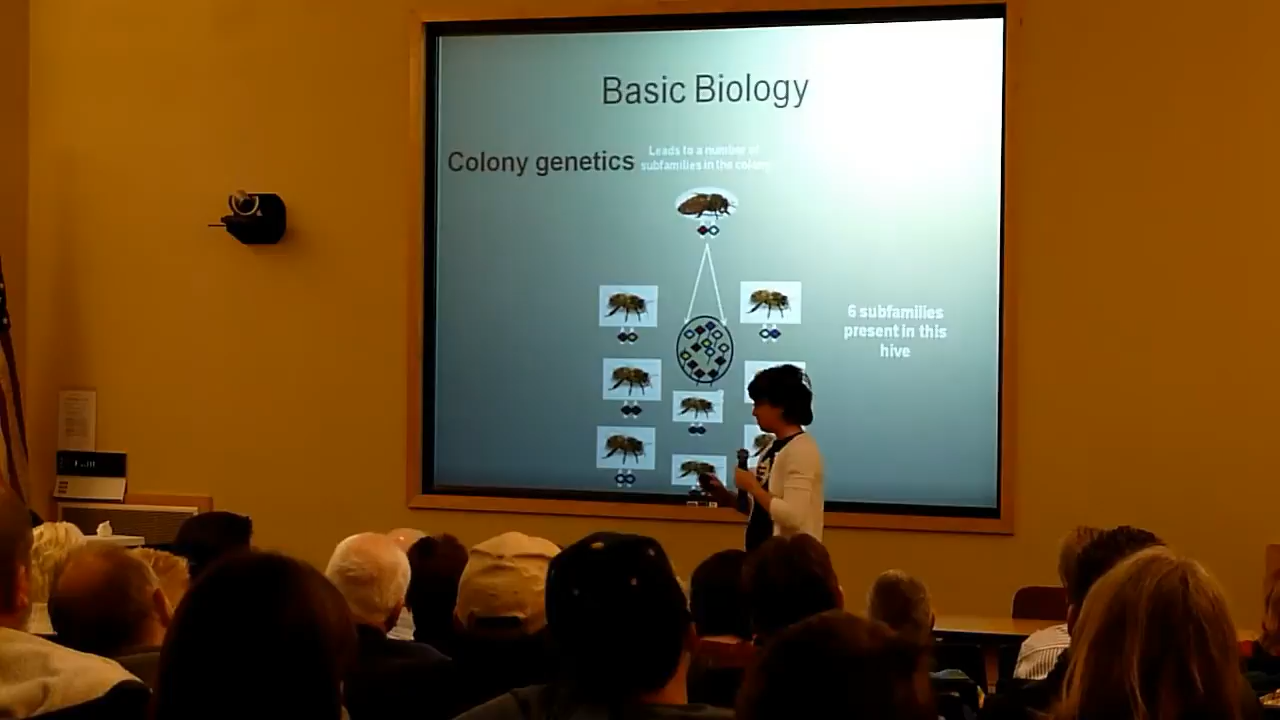 Basic Biology
Colony genetics
Leads to a number of
subfamilies in the colony
6 subfamilies
present in this
hive